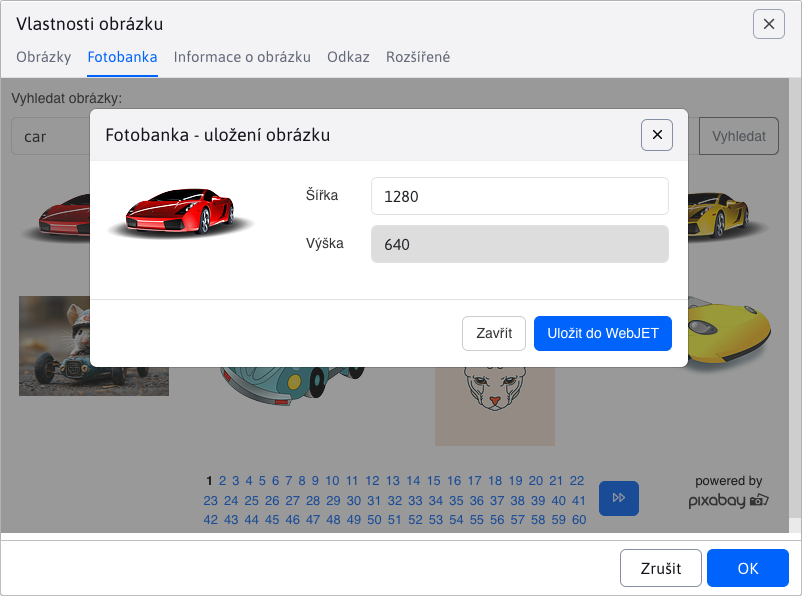 Vlastnosti obrázku
Obrázky Fotobanka Informace o obrázku Odkaz Rozšířené
Vyhledat obrázky:
car
Vyhledat
Fotobanka - uložení obrázku
Šířka 1280
Výška 640
Zavřít Uložit do WebJET
1 2 3 4 5 6 7 8 9 10 11 12 13 14 15 16 17 18 19 20 21 22
23 24 25 26 27 28 29 30 31 32 33 34 35 36 37 38 39 40 41
42 43 44 45 46 47 48 49 50 51 52 53 54 55 56 57 58 59 60
powered by
pixabay
Zrušit OK